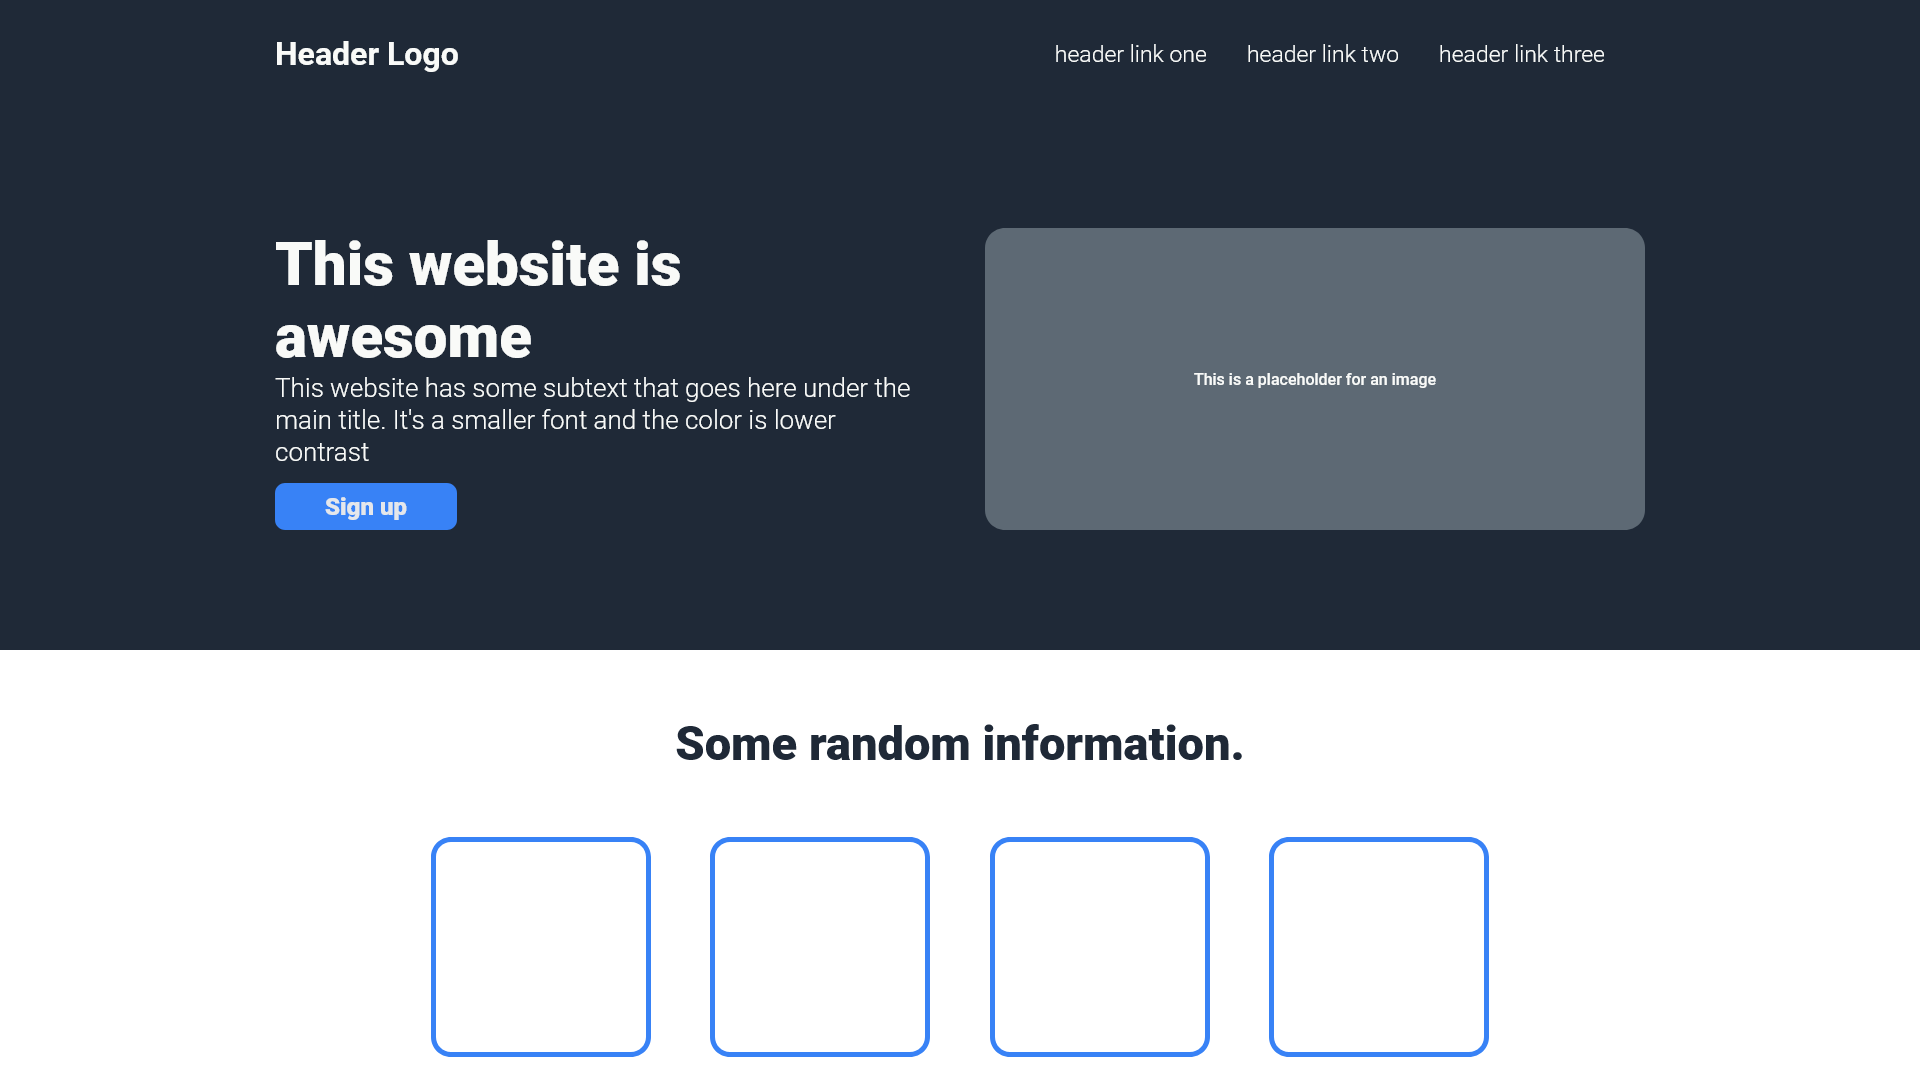 Header Logo
header link one
header link two
header link three
This website is
awesome
This website has some subtext that goes here under the
main title. It's a smaller font and the color is lower
contrast
Sign up
This is a placeholder for an image
Some random information.